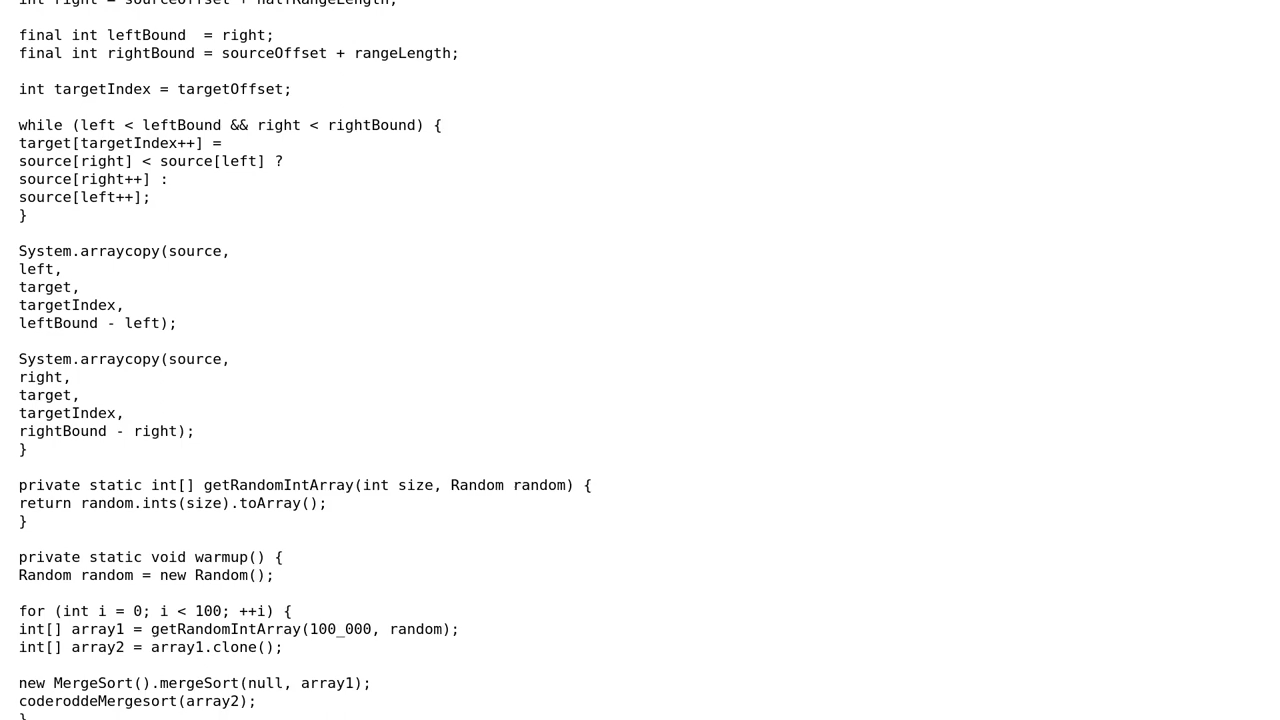 int right = sourceOffset + halfRangeLength;
final int leftBound  = right;
final int rightBound = sourceOffset + rangeLength;
int targetIndex = targetOffset;
while (left < leftBound && right < rightBound) {
target[targetIndex++] =
source[right] < source[left] ?
source[right++] :
source[left++];
}
System.arraycopy(source,
left,
target,
targetIndex,
leftBound - left);
System.arraycopy(source,
right,
target,
targetIndex,
rightBound - right);
}
private static int[] getRandomIntArray(int size, Random random) {
return random.ints(size).toArray();
}
private static void warmup() {
Random random = new Random();
for (int i = 0; i < 100; ++i) {
int[] array1 = getRandomIntArray(100_000, random);
int[] array2 = array1.clone();
new MergeSort().mergeSort(null, array1);
coderoddeMergesort(array2);
}